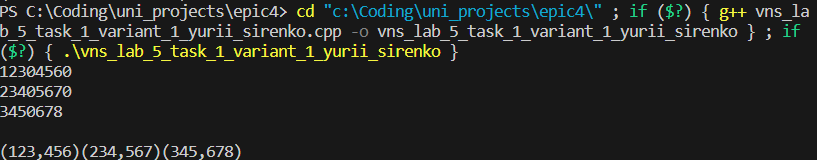 PS C:\Coding\uni_projects\epic4> cd "c:\Coding\uni_projects\epic4\" ; if ($?) { g++ vns_la
b_5_task_1_variant_1_yurii_sirenko.cpp -o vns_lab_5_task_1_variant_1_yurii_sirenko } ; if 
($?) { .\vns_lab_5_task_1_variant_1_yurii_sirenko }
12304560
23405670
3450678
(123,456)(234,567)(345,678)